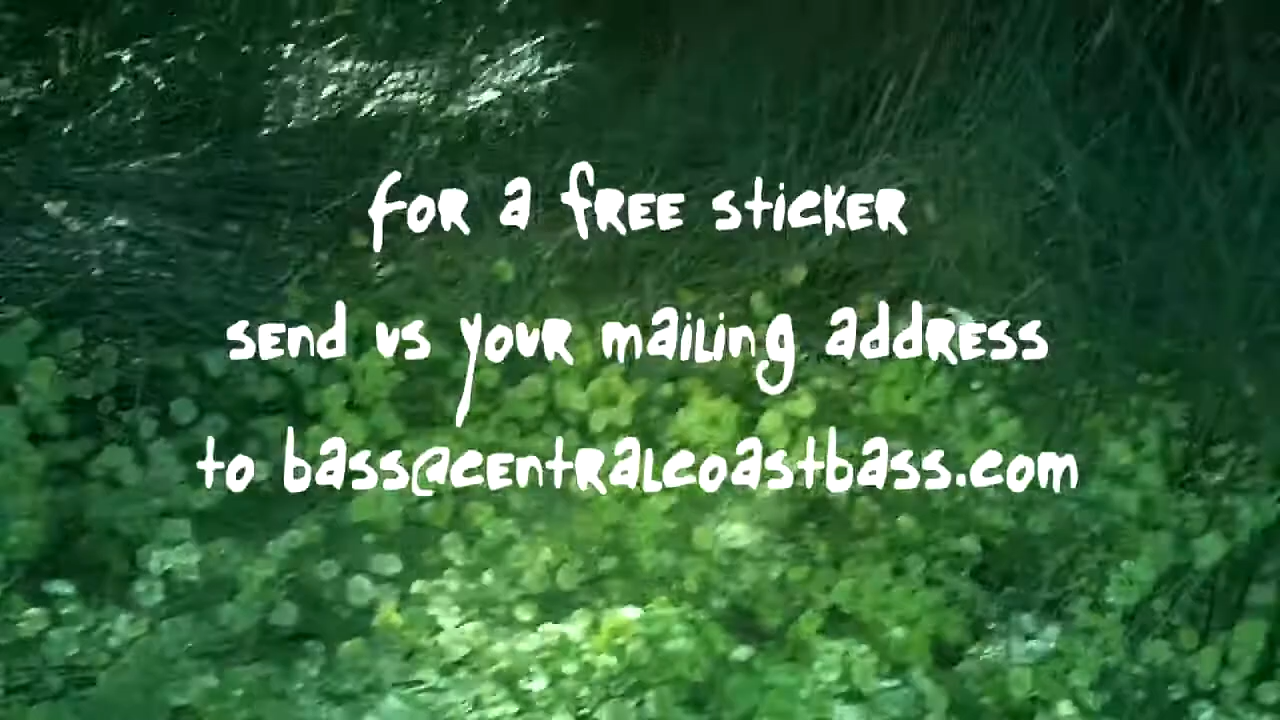 for a free sticker
send us your mailing address
to bass@centralcoastbass.com